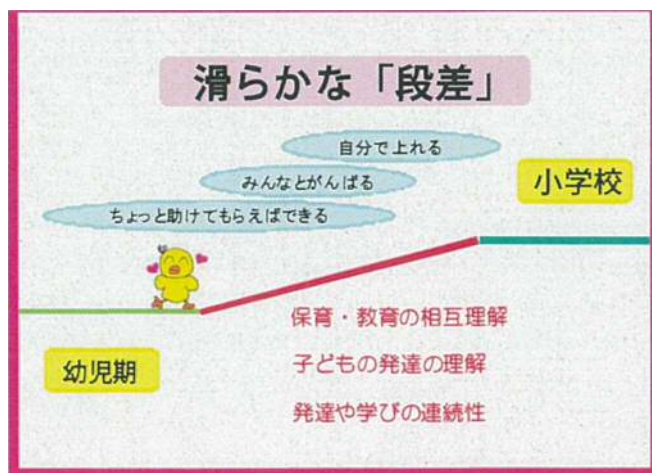 滑らかな「段差」
自分で上れる
みんなとがんばる
ちょっと助けてもらえばできる
小学校
保育・教育の相互理解
子どもの発達の理解
発達や学びの連続性
幼児期